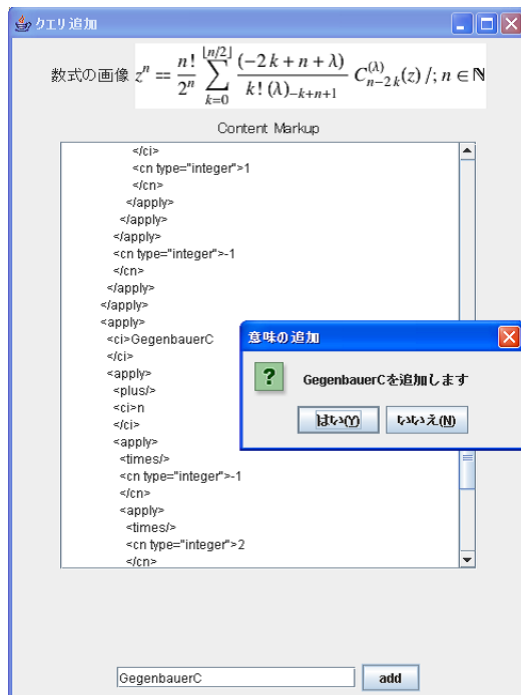 クエリ追加
数式の画像 z^n == n!/2^n ∑_{k=0}^{⌊n/2⌋} (-2 k + n + λ)/(k! (λ)_{-k+n+1}) C_{n-2 k}^{(λ)}(z) /; n ∈ ℕ
Content Markup
</ci>
<cn type="integer">1
</cn>
</apply>
</apply>
</apply>
<cn type="integer">-1
</cn>
</apply>
</apply>
<apply>
<ci>GegenbauerC
</ci>
<apply>
<plus/>
<ci>n
</ci>
<apply>
<times/>
<cn type="integer">-1
</cn>
<apply>
<times/>
<cn type="integer">2
</cn>
意味の追加
GegenbauerCを追加します
はい(Y)
いいえ(N)
GegenbauerC
add